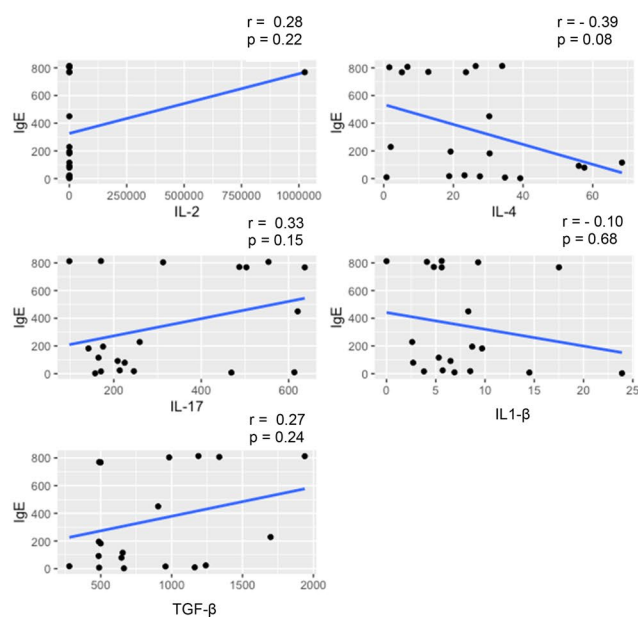 r = 0.28
p = 0.22
r = - 0.39
p = 0.08
IgE
800
600
400
200
0
0
250000
500000
750000
1000000
IL-2
IgE
800
600
400
200
0
0
20
40
60
IL-4
r = 0.33
p = 0.15
r = - 0.10
p = 0.68
IgE
800
600
400
200
0
200
400
600
IL-17
IgE
800
600
400
200
0
0
5
10
15
20
25
IL1-β
r = 0.27
p = 0.24
IgE
800
600
400
200
0
500
1000
1500
2000
TGF-β